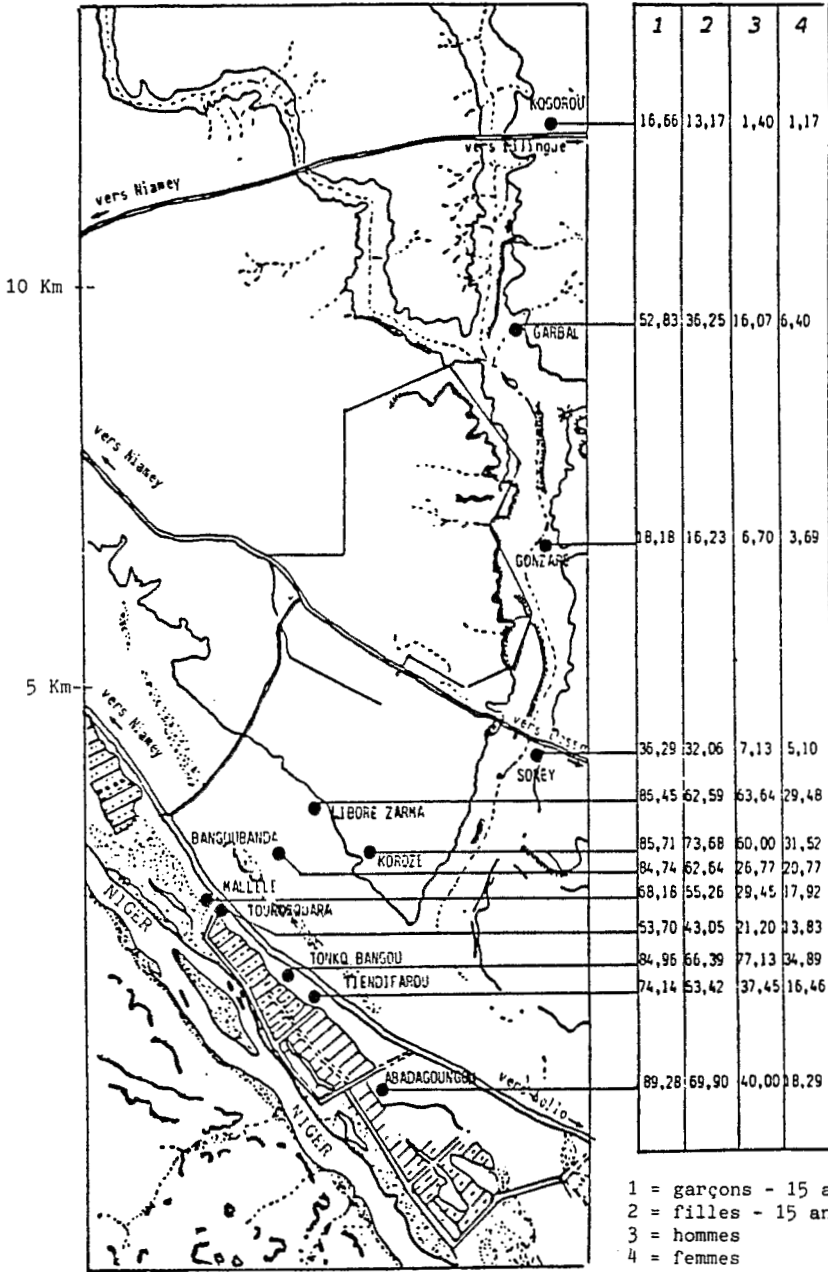 1 2 3 4
KOSOROU
16,66 13,17 1,40 1,17
vers Filingue
vers Niamey
10 Km
52,83 36,25 16,07 6,40
GARBAL
vers Niamey
18,18 16,23 6,70 3,69
GONZARE
5 Km
vers Niamey
vers Dosso
36,29 32,06 7,13 5,10
SOKEY
85,45 62,59 63,64 29,48
LIBORE ZARMA
BANGOUBANDA
85,71 73,68 60,00 31,52
KOROZE
84,74 62,64 26,77 20,77
MALLELE
68,16 55,26 29,45 17,92
NIGER
TOUROSQUARA
53,70 43,05 21,20 13,83
TONKO BANGOU
84,96 66,39 77,13 34,89
TIENDIFAROU
74,14 53,42 37,45 16,46
ABADAGOUNGOU
89,28 69,90 40,00 18,29
NIGER
1 = garçons - 15 a
2 = filles - 15 an
3 = hommes
4 = femmes